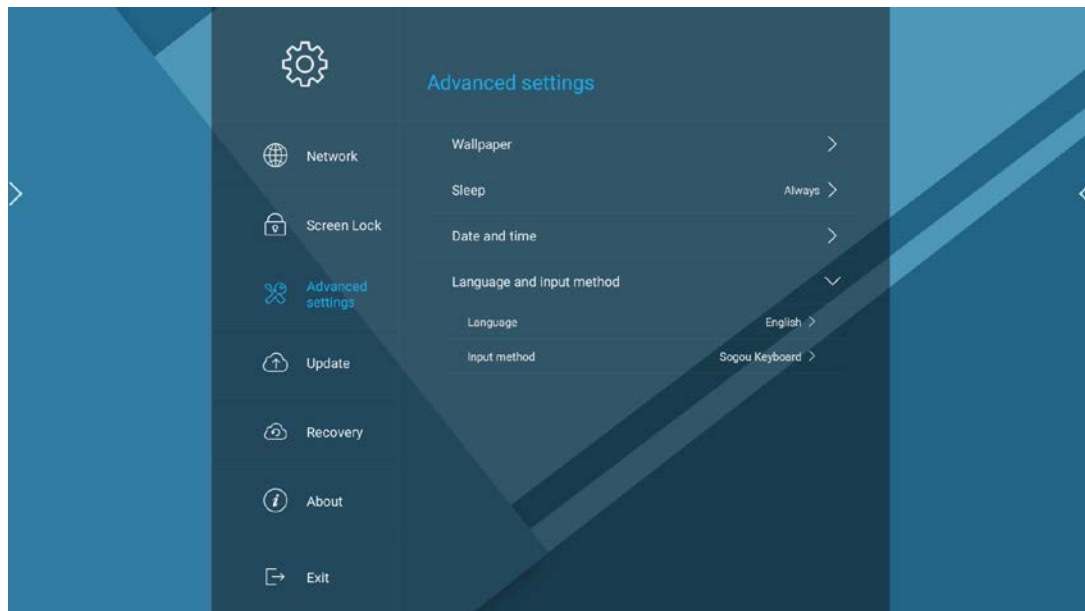 Advanced settings
Network
Screen Lock
Advanced
settings
Update
Recovery
About
Exit
Wallpaper
Sleep Always
Date and time
Language and input method
Language English
Input method Sogou Keyboard